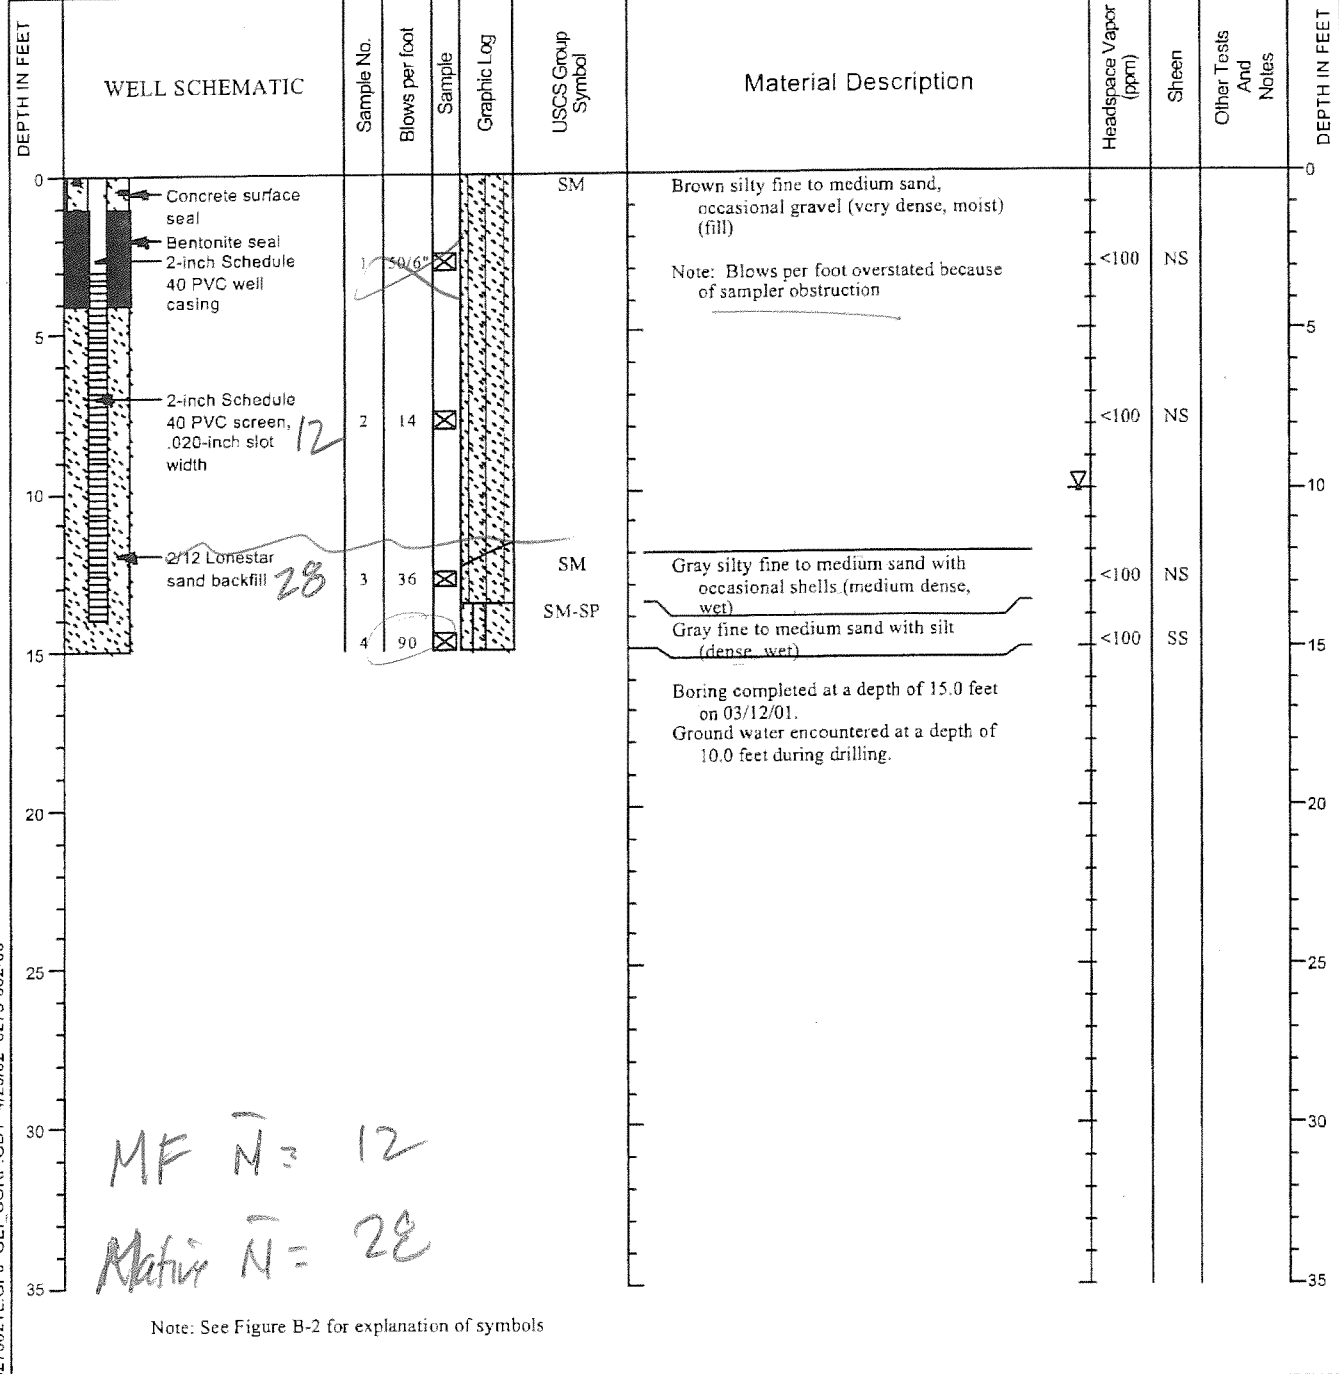 DEPTH IN FEET
WELL SCHEMATIC
Sample No.
Blows per foot
Sample
Graphic Log
USCS Group
Symbol
Material Description
Headspace Vapor
(ppm)
Sheen
Other Tests
And
Notes
DEPTH IN FEET
0
Concrete surface
seal
Bentonite seal
2-inch Schedule
40 PVC well
casing
1 50/6"
SM
Brown silty fine to medium sand,
occasional gravel (very dense, moist)
(fill)
Note: Blows per foot overstated because
of sampler obstruction
<100 NS
0
5
5
2-inch Schedule
40 PVC screen,
.020-inch slot
width
12
2 14
<100 NS
10
10
2/12 Lonestar
sand backfill
28
3 36
SM
Gray silty fine to medium sand with
occasional shells (medium dense,
wet)
<100 NS
4 90
SM-SP
Gray fine to medium sand with silt
(dense, wet)
<100 SS
15
15
Boring completed at a depth of 15.0 feet
on 03/12/01.
Ground water encountered at a depth of
10.0 feet during drilling.
20
20
25
25
30
30
MF N = 12
Native N = 28
35
35
Note: See Figure B-2 for explanation of symbols